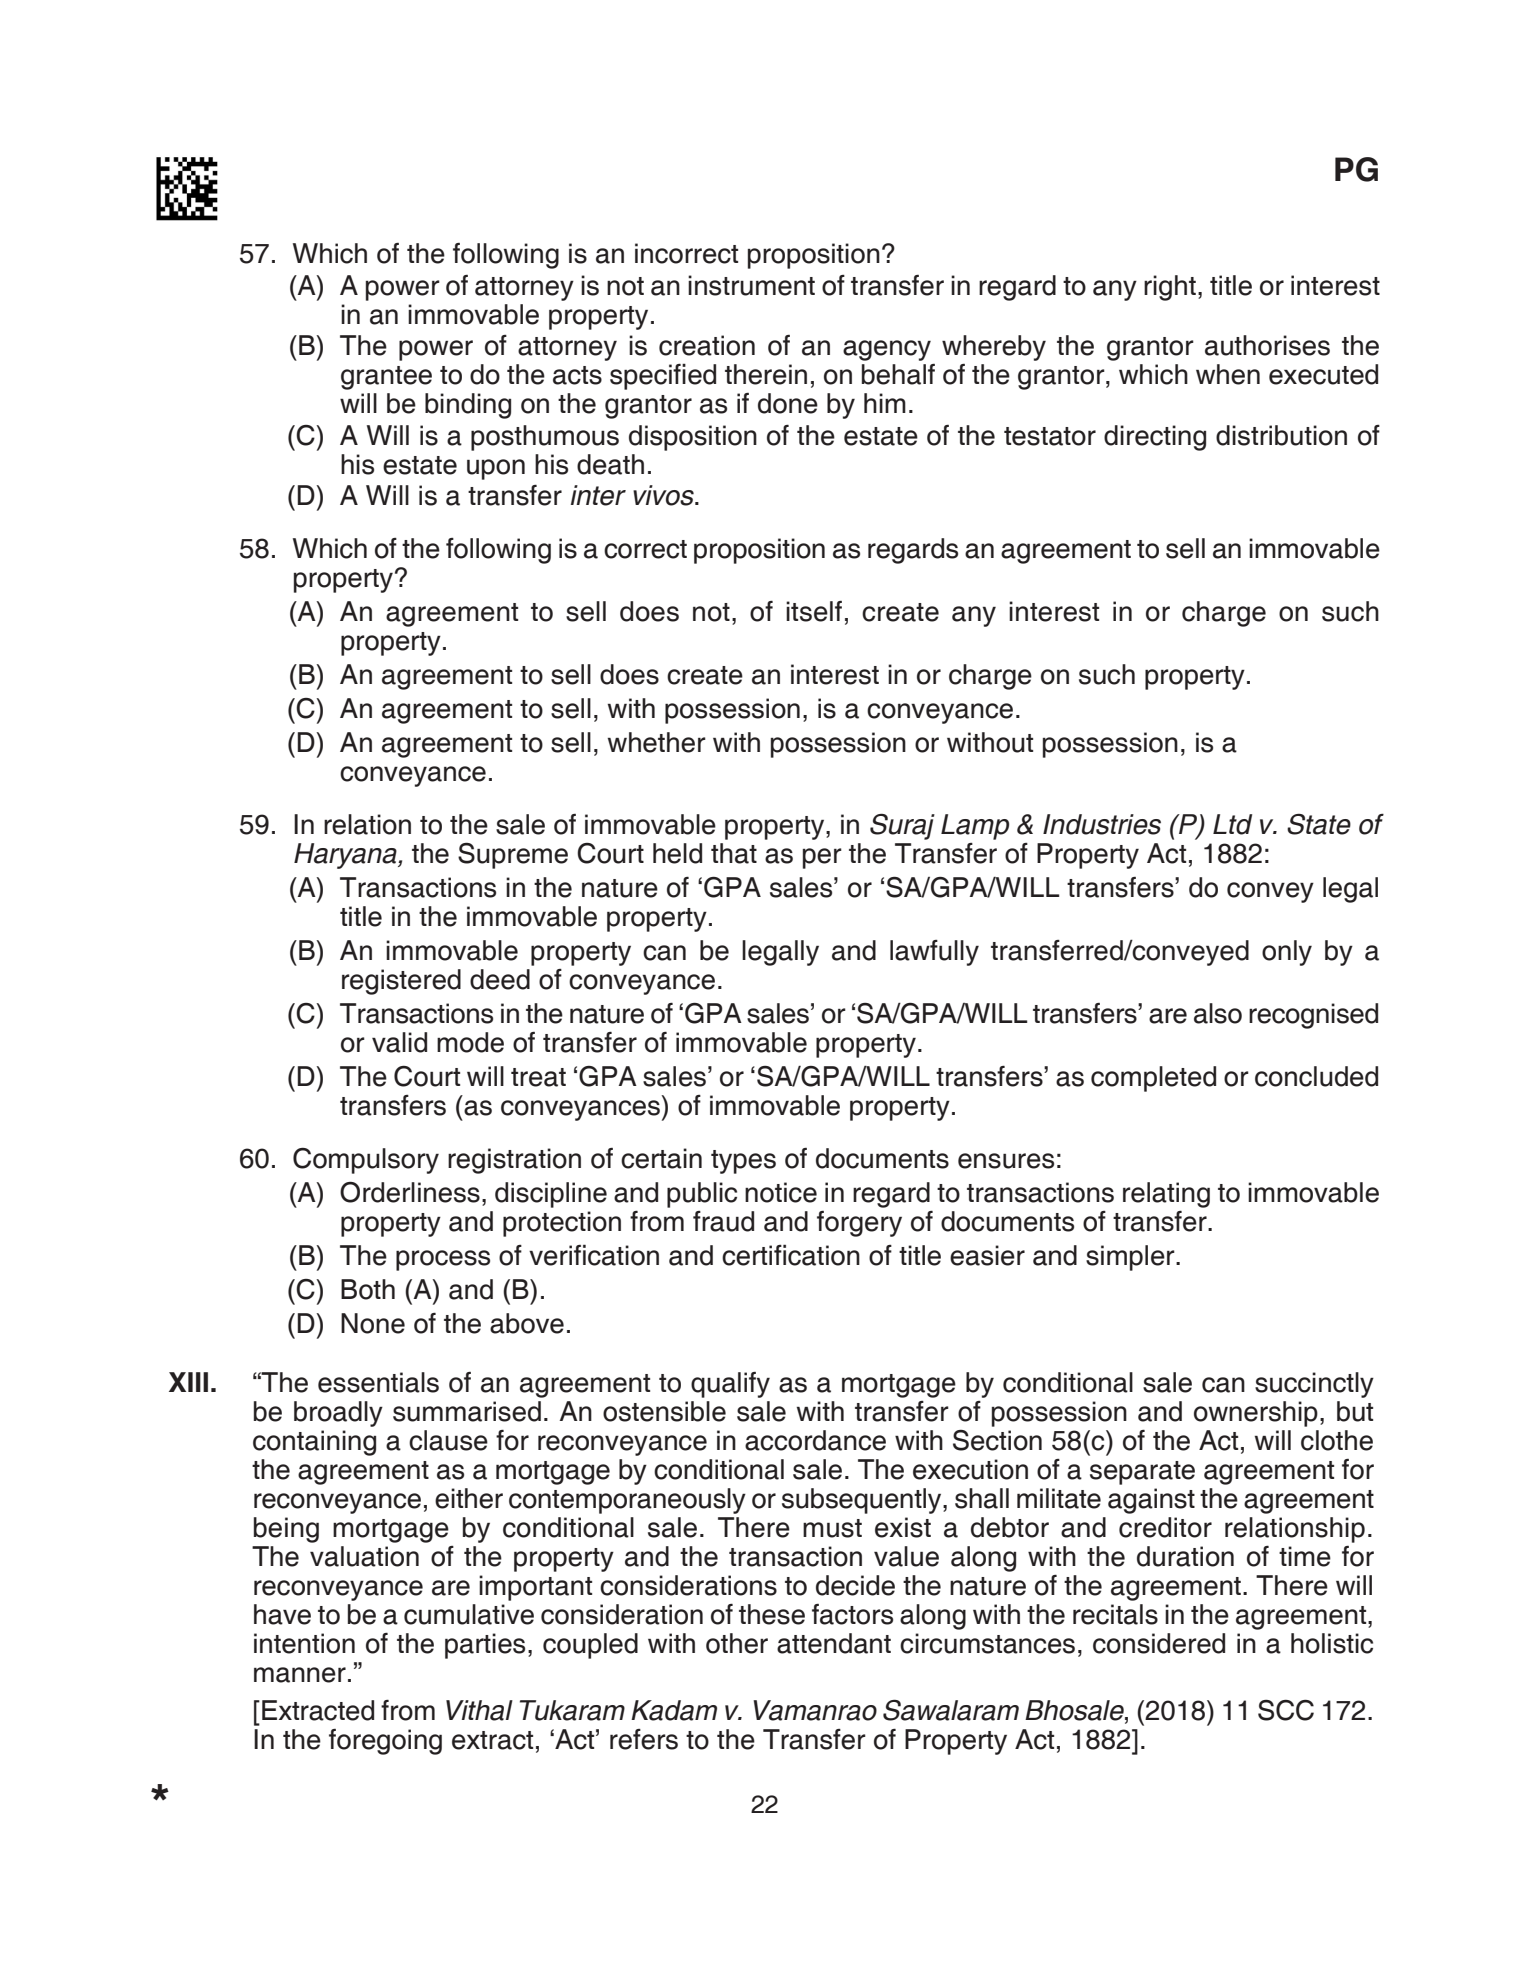 PG
57. Which of the following is an incorrect proposition?
(A) A power of attorney is not an instrument of transfer in regard to any right, title or interest
in an immovable property.
(B) The power of attorney is creation of an agency whereby the grantor authorises the
grantee to do the acts specified therein, on behalf of the grantor, which when executed
will be binding on the grantor as if done by him.
(C) A Will is a posthumous disposition of the estate of the testator directing distribution of
his estate upon his death.
(D) A Will is a transfer inter vivos.
58. Which of the following is a correct proposition as regards an agreement to sell an immovable
property?
(A) An agreement to sell does not, of itself, create any interest in or charge on such
property.
(B) An agreement to sell does create an interest in or charge on such property.
(C) An agreement to sell, with possession, is a conveyance.
(D) An agreement to sell, whether with possession or without possession, is a
conveyance.
59. In relation to the sale of immovable property, in Suraj Lamp & Industries (P) Ltd v. State of
Haryana, the Supreme Court held that as per the Transfer of Property Act, 1882:
(A) Transactions in the nature of ‘GPA sales’ or ‘SA/GPA/WILL transfers’ do convey legal
title in the immovable property.
(B) An immovable property can be legally and lawfully transferred/conveyed only by a
registered deed of conveyance.
(C) Transactions in the nature of ‘GPA sales’ or ‘SA/GPA/WILL transfers’ are also recognised
or valid mode of transfer of immovable property.
(D) The Court will treat ‘GPA sales’ or ‘SA/GPA/WILL transfers’ as completed or concluded
transfers (as conveyances) of immovable property.
60. Compulsory registration of certain types of documents ensures:
(A) Orderliness, discipline and public notice in regard to transactions relating to immovable
property and protection from fraud and forgery of documents of transfer.
(B) The process of verification and certification of title easier and simpler.
(C) Both (A) and (B).
(D) None of the above.
XIII. “The essentials of an agreement to qualify as a mortgage by conditional sale can succinctly
be broadly summarised. An ostensible sale with transfer of possession and ownership, but
containing a clause for reconveyance in accordance with Section 58(c) of the Act, will clothe
the agreement as a mortgage by conditional sale. The execution of a separate agreement for
reconveyance, either contemporaneously or subsequently, shall militate against the agreement
being mortgage by conditional sale. There must exist a debtor and creditor relationship.
The valuation of the property and the transaction value along with the duration of time for
reconveyance are important considerations to decide the nature of the agreement. There will
have to be a cumulative consideration of these factors along with the recitals in the agreement,
intention of the parties, coupled with other attendant circumstances, considered in a holistic
manner.”
[Extracted from Vithal Tukaram Kadam v. Vamanrao Sawalaram Bhosale, (2018) 11 SCC 172.
In the foregoing extract, ‘Act’ refers to the Transfer of Property Act, 1882].
*
22